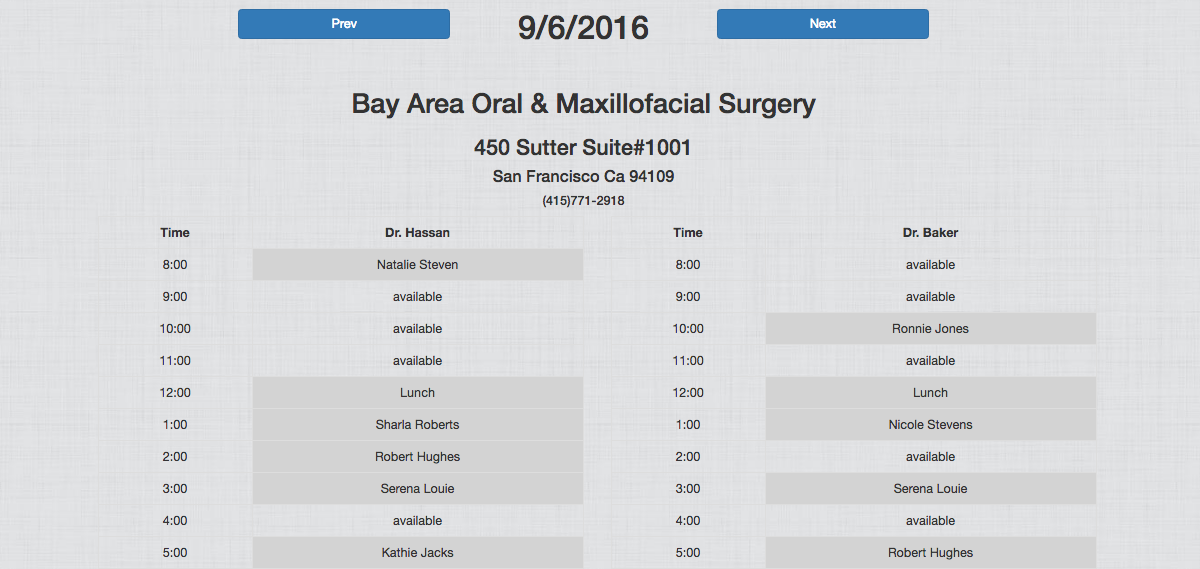 Prev 9/6/2016 Next
Bay Area Oral & Maxillofacial Surgery
450 Sutter Suite#1001
San Francisco Ca 94109
(415)771-2918
Time Dr. Hassan Time Dr. Baker
8:00 Natalie Steven 8:00 available
9:00 available 9:00 available
10:00 available 10:00 Ronnie Jones
11:00 available 11:00 available
12:00 Lunch 12:00 Lunch
1:00 Sharla Roberts 1:00 Nicole Stevens
2:00 Robert Hughes 2:00 available
3:00 Serena Louie 3:00 Serena Louie
4:00 available 4:00 available
5:00 Kathie Jacks 5:00 Robert Hughes